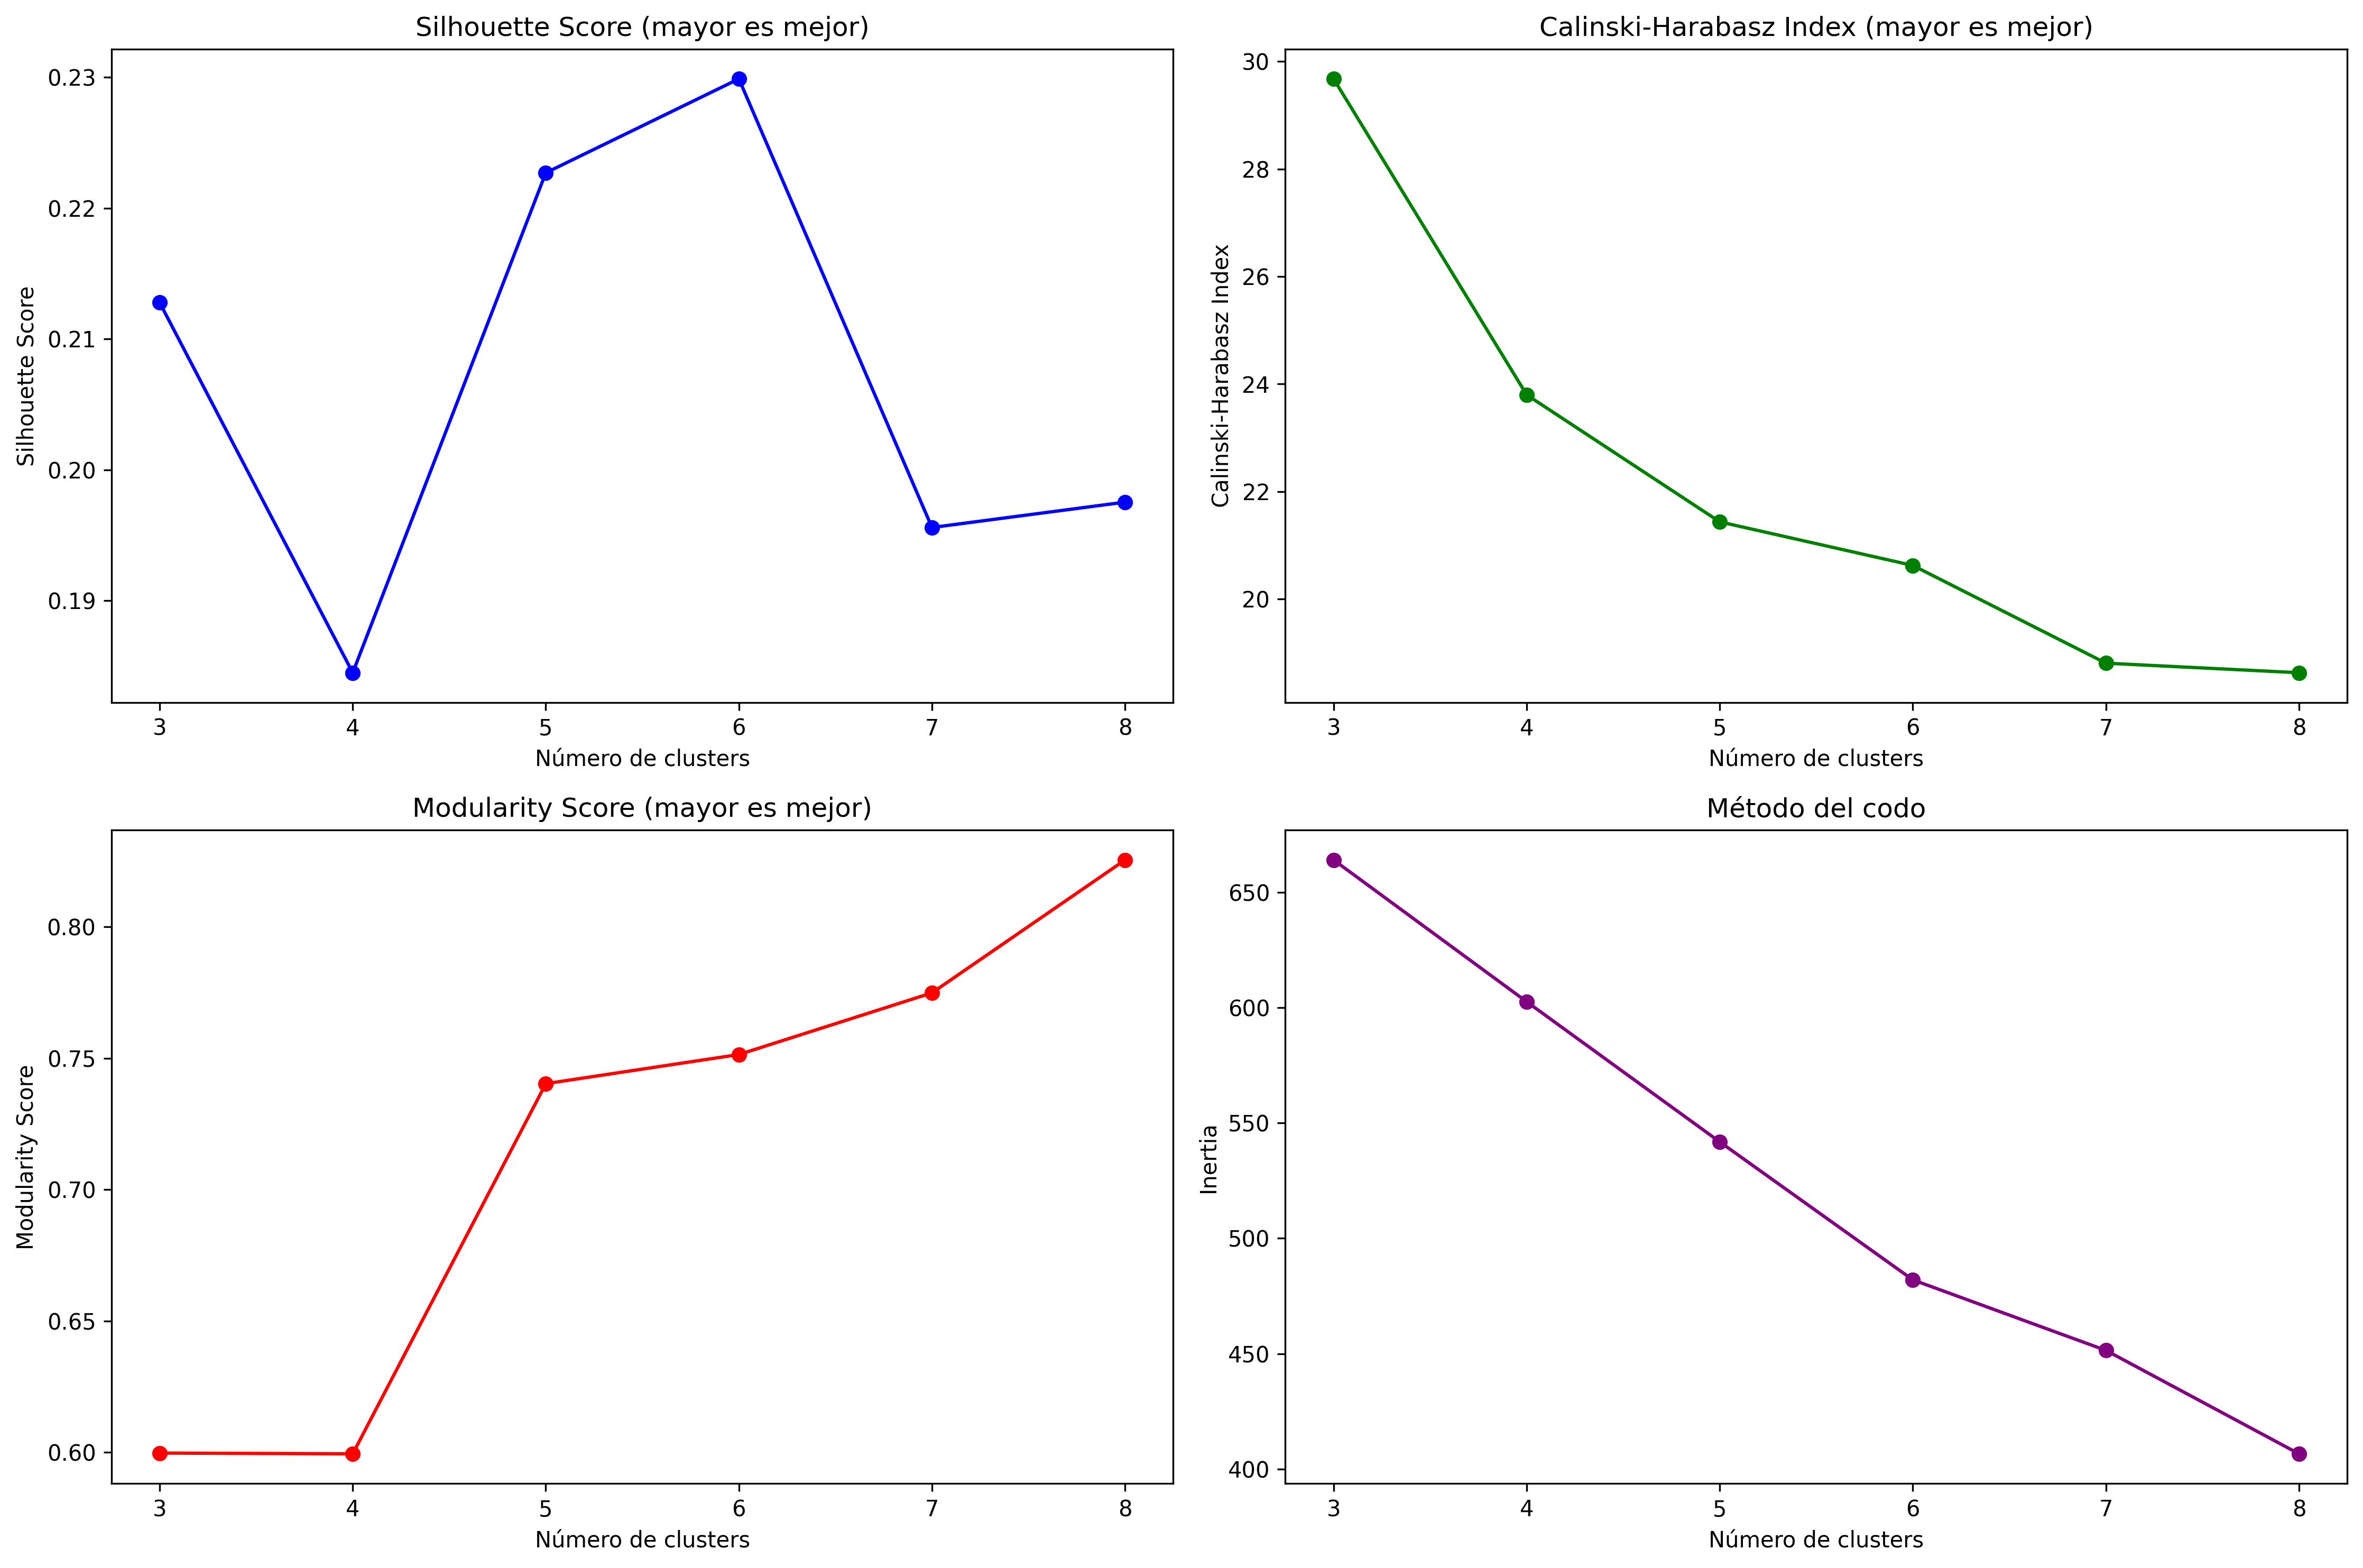 Silhouette Score (mayor es mejor)
0.23
0.22
0.21
0.20
0.19
Silhouette Score
3 4 5 6 7 8
Número de clusters
Calinski-Harabasz Index (mayor es mejor)
30
28
26
24
22
20
Calinski-Harabasz Index
3 4 5 6 7 8
Número de clusters
Modularity Score (mayor es mejor)
0.80
0.75
0.70
0.65
0.60
Modularity Score
3 4 5 6 7 8
Número de clusters
Método del codo
650
600
550
500
450
400
Inertia
3 4 5 6 7 8
Número de clusters